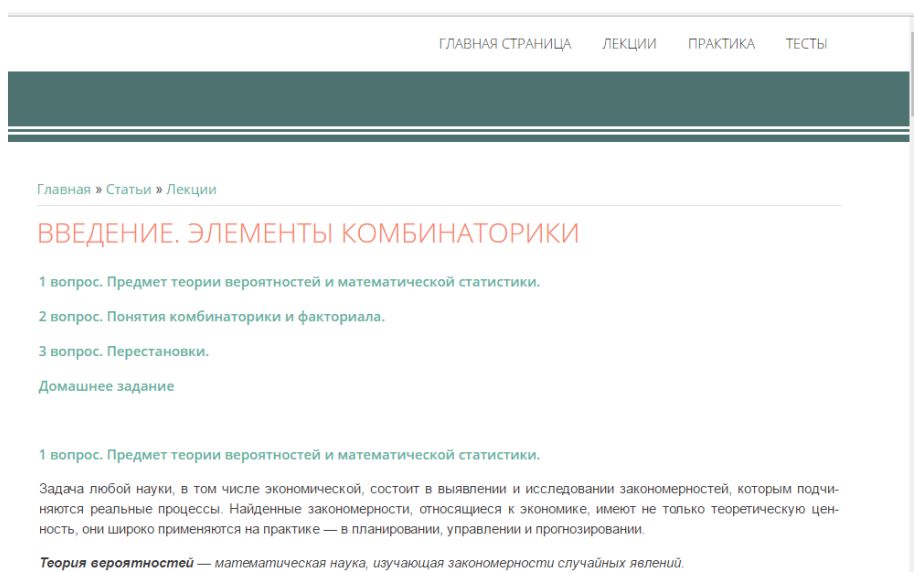 ГЛАВНАЯ СТРАНИЦА ЛЕКЦИИ ПРАКТИКА ТЕСТЫ
Главная » Статьи » Лекции
ВВЕДЕНИЕ. ЭЛЕМЕНТЫ КОМБИНАТОРИКИ
1 вопрос. Предмет теории вероятностей и математической статистики.
2 вопрос. Понятия комбинаторики и факториала.
3 вопрос. Перестановки.
Домашнее задание
1 вопрос. Предмет теории вероятностей и математической статистики.
Задача любой науки, в том числе экономической, состоит в выявлении и исследовании закономерностей, которым подчи-
няются реальные процессы. Найденные закономерности, относящиеся к экономике, имеют не только теоретическую цен-
ность, они широко применяются на практике — в планировании, управлении и прогнозировании.
Теория вероятностей — математическая наука, изучающая закономерности случайных явлений.